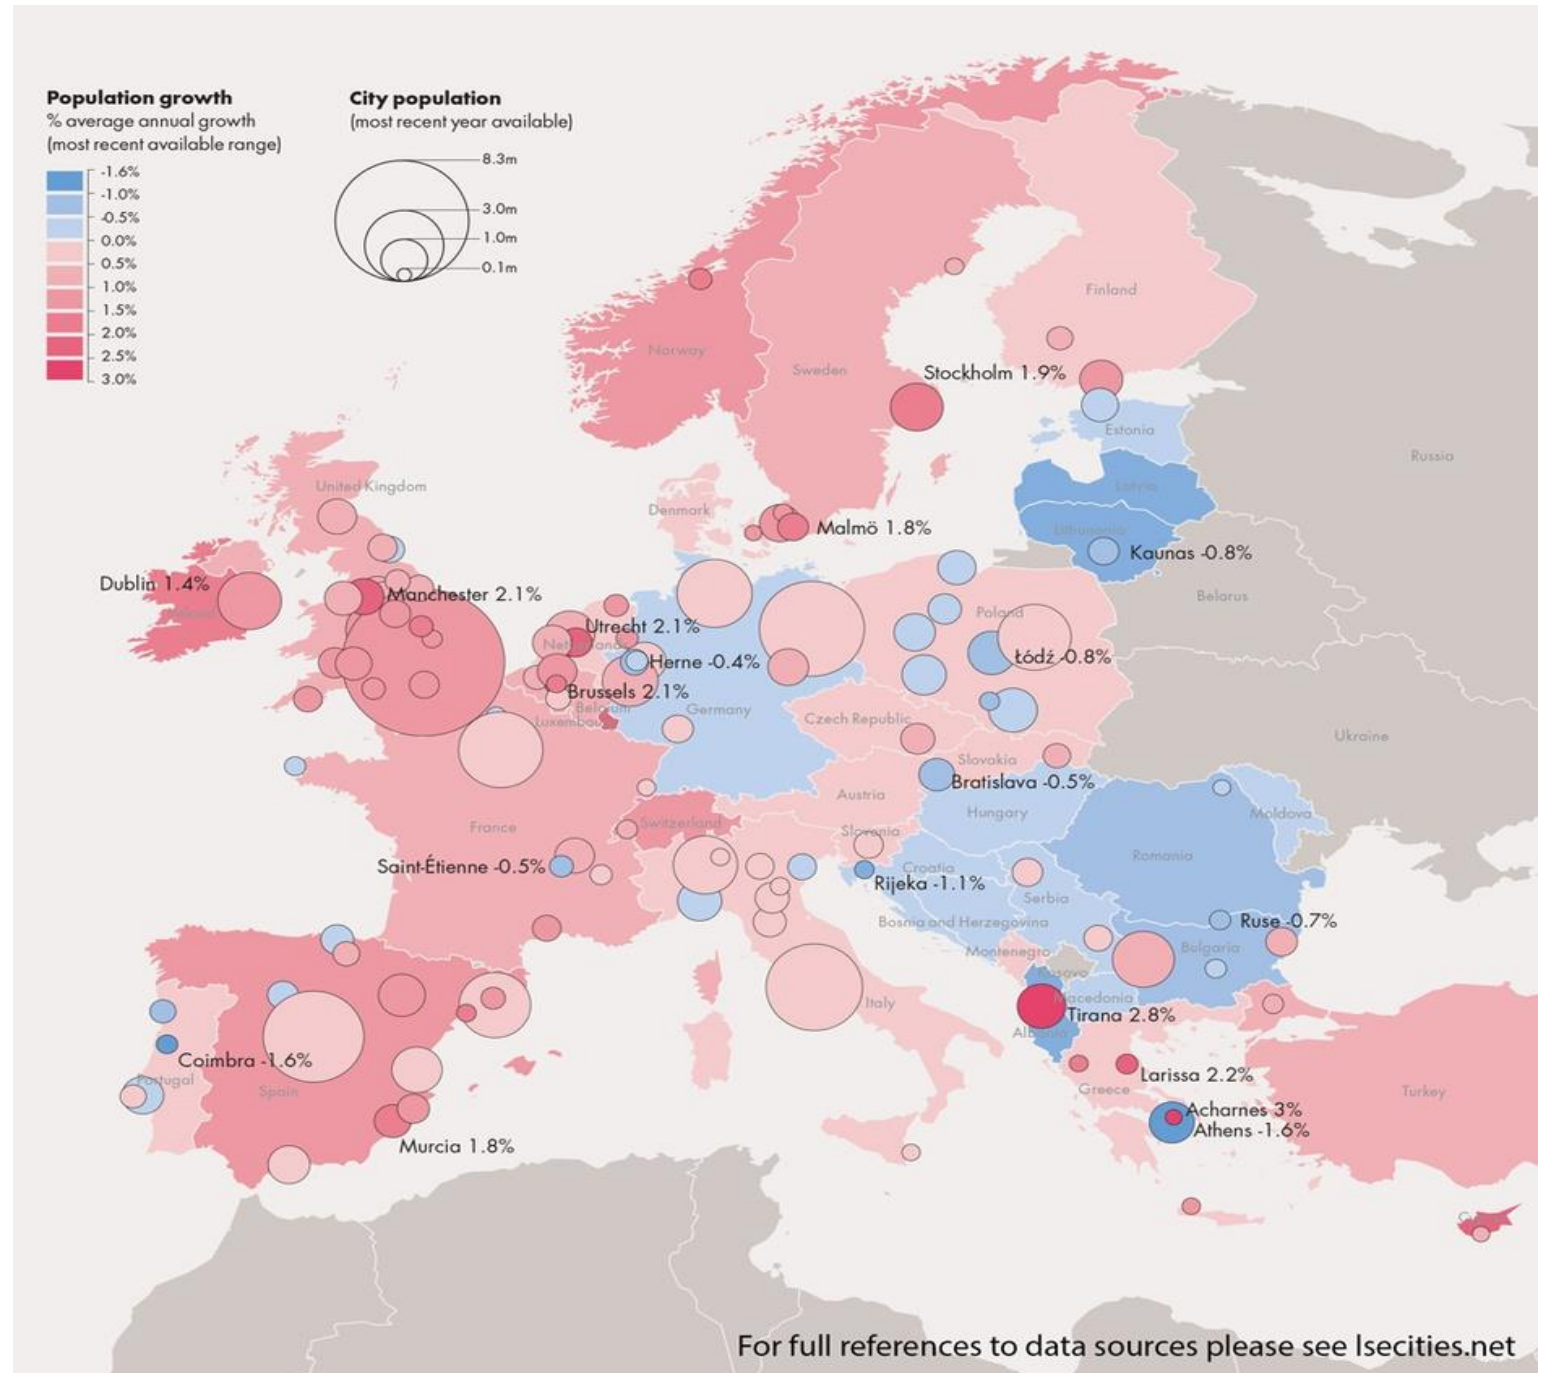 Population growth
% average annual growth
(most recent available range)
-1.6%
-1.0%
-0.5%
0.0%
0.5%
1.0%
1.5%
2.0%
2.5%
3.0%
City population
(most recent year available)
8.3m
3.0m
1.0m
0.1m
Finland
Norway
Sweden
Stockholm 1.9%
Estonia
Russia
United Kingdom
Latvia
Denmark
Malmö 1.8%
Lithuania
Kaunas -0.8%
Dublin 1.4%
Manchester 2.1%
Belarus
Ireland
Poland
Utrecht 2.1%
Netherlands
Herne -0.4%
Łódź -0.8%
Brussels 2.1%
Belgium
Germany
Luxembourg
Czech Republic
Ukraine
Slovakia
Bratislava -0.5%
Austria
Hungary
Moldova
France
Switzerland
Slovenia
Romania
Saint-Étienne -0.5%
Croatia
Rijeka -1.1%
Serbia
Bosnia and Herzegovina
Ruse -0.7%
Montenegro
Bulgaria
Kosovo
Italy
Macedonia
Tirana 2.8%
Albania
Coimbra -1.6%
Portugal
Spain
Larissa 2.2%
Greece
Turkey
Acharnes 3%
Athens -1.6%
Murcia 1.8%
For full references to data sources please see lsecities.net